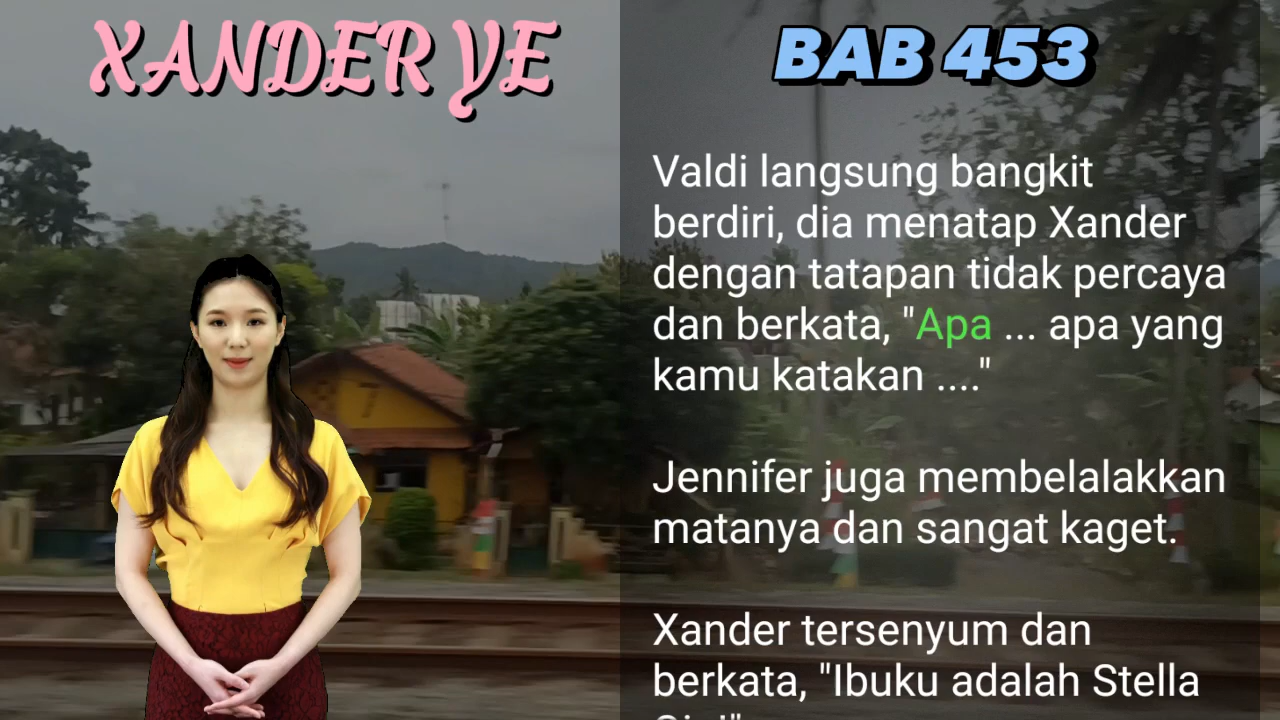 XANDER YE
BAB 453
Valdi langsung bangkit
berdiri, dia menatap Xander
dengan tatapan tidak percaya
dan berkata, "Apa ... apa yang
kamu katakan ...."
Jennifer juga membelalakkan
matanya dan sangat kaget.
Xander tersenyum dan
berkata, "Ibuku adalah Stella